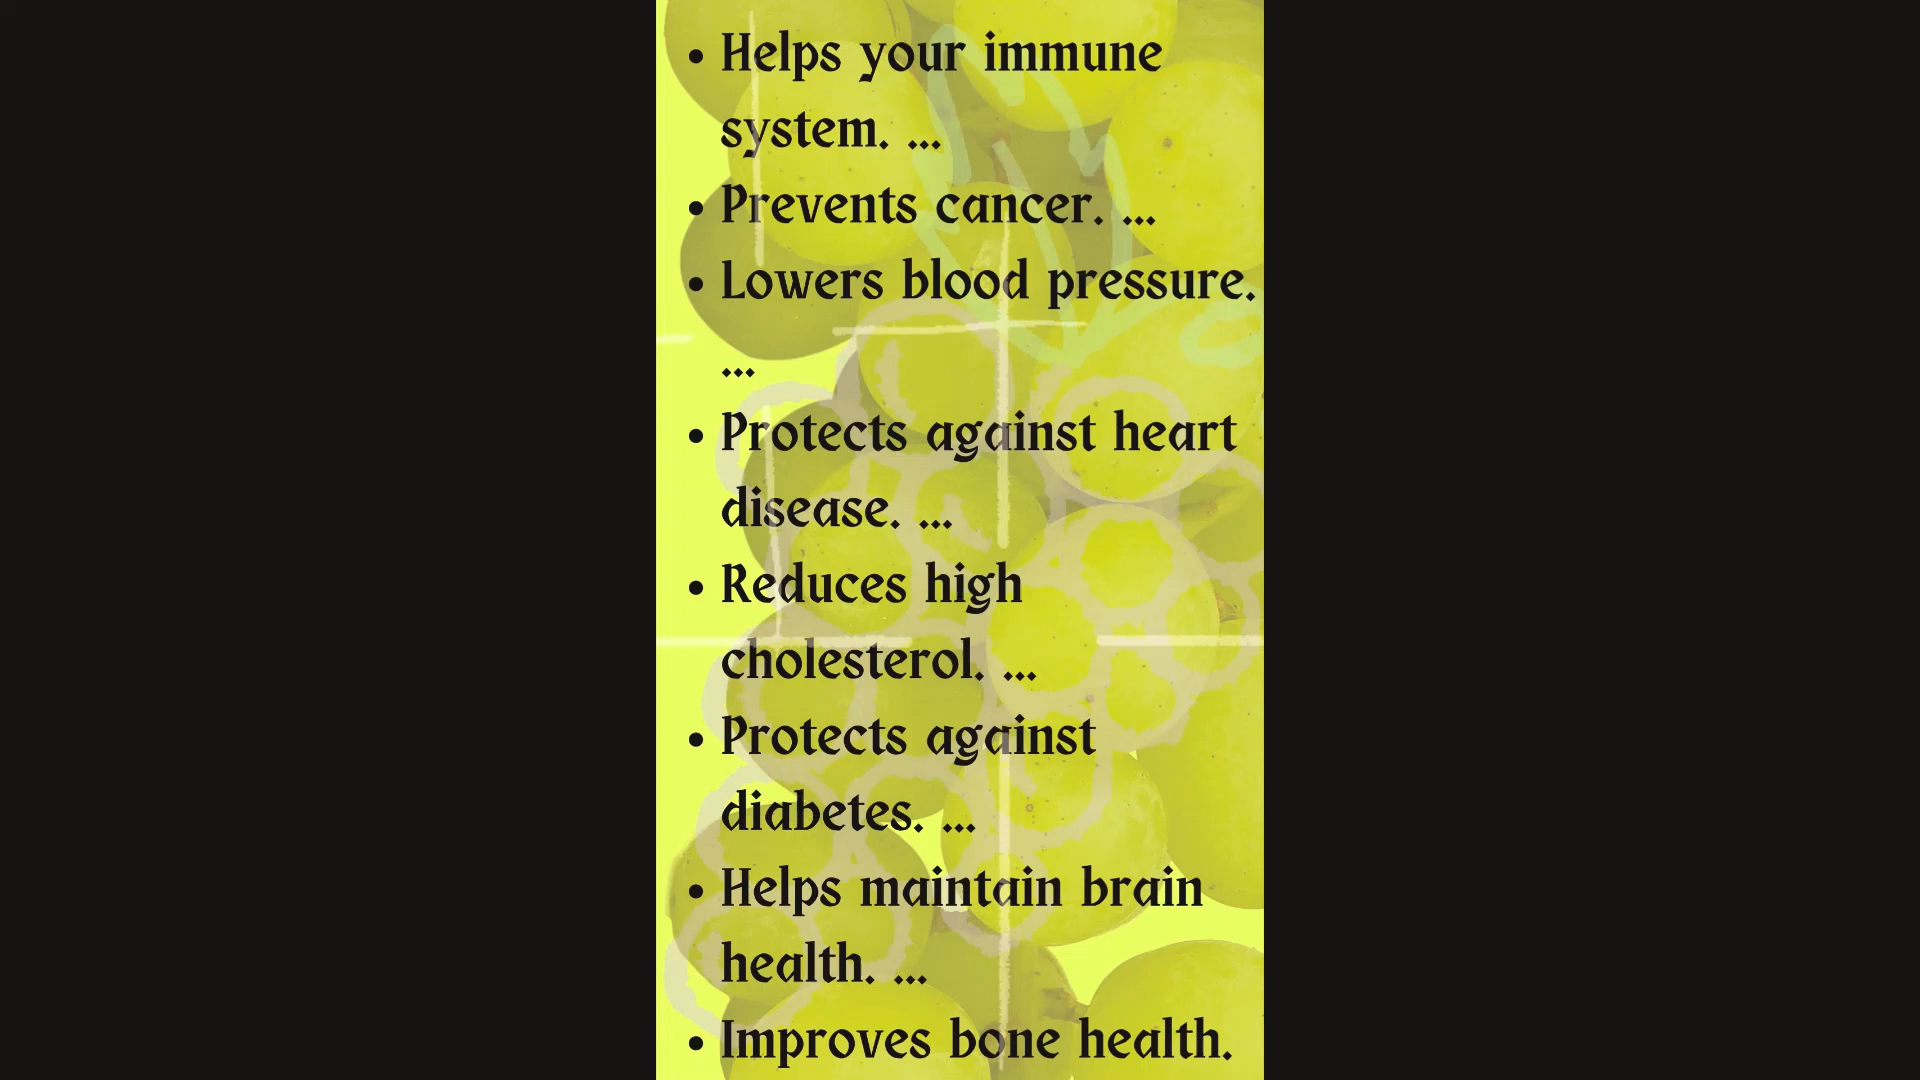 • Helps your immune
system. ...
• Prevents cancer. ...
• Lowers blood pressure.
...
• Protects against heart
disease. ...
• Reduces high
cholesterol. ...
• Protects against
diabetes. ...
• Helps maintain brain
health. ...
• Improves bone health.